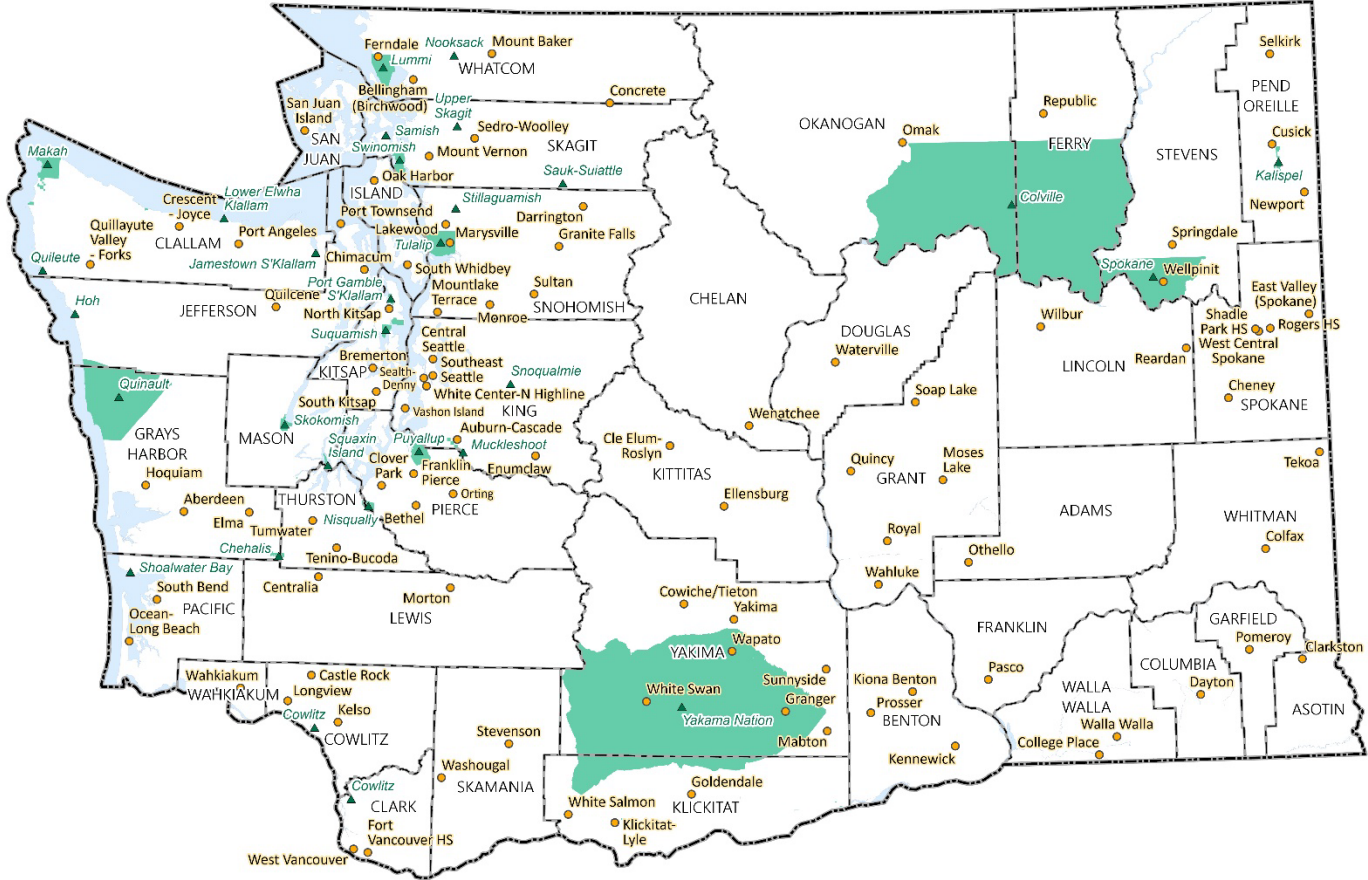 Ferndale
Nooksack
Mount Baker
Lummi
WHATCOM
Bellingham
(Birchwood)
Upper
Skagit
Concrete
San Juan
Island
SAN
JUAN
Samish
Sedro-Woolley
Swinomish
Mount Vernon
SKAGIT
Sauk-Suiattle
Oak Harbor
ISLAND
Makah
Lower Elwha
Klallam
Crescent
- Joyce
Quillayute
Valley
- Forks
CLALLAM
Port Angeles
Quileute
Jamestown S'Klallam
Port Townsend
Lakewood
Stillaguamish
Darrington
Marysville
Tulalip
Granite Falls
Chimacum
South Whidbey
Port Gamble
S'Klallam
Mountlake
Terrace
Sultan
SNOHOMISH
Monroe
Hoh
JEFFERSON
Quilcene
North Kitsap
Suquamish
Central
Seattle
Bremerton
KITSAP
Sealth-
Denny
Southeast
Seattle
Snoqualmie
White Center-N Highline
South Kitsap
KING
Vashon Island
Quinault
Skokomish
MASON
Squaxin
Island
Puyallup
Auburn-Cascade
Muckleshoot
GRAYS
HARBOR
Hoquiam
Clover
Park
Franklin
Pierce
Enumclaw
Aberdeen
Elma
THURSTON
Tumwater
Nisqually
Bethel
Orting
PIERCE
Chehalis
Tenino-Bucoda
Shoalwater Bay
South Bend
PACIFIC
Centralia
Morton
LEWIS
Ocean-
Long Beach
Wahkiakum
WAHKIAKUM
Castle Rock
Longview
Kelso
Cowlitz
COWLITZ
Stevenson
Washougal
SKAMANIA
Cowlitz
CLARK
Fort
Vancouver HS
West Vancouver
OKANOGAN
Omak
Republic
FERRY
Colville
STEVENS
Selkirk
PEND
OREILLE
Cusick
Kalispel
Newport
Springdale
Spokane
Wellpinit
CHELAN
DOUGLAS
Waterville
Wilbur
LINCOLN
Reardan
East Valley
(Spokane)
Shadle
Park HS
Rogers HS
West Central
Spokane
Cheney
SPOKANE
Wenatchee
Soap Lake
Cle Elum-
Roslyn
KITTITAS
Ellensburg
Quincy
GRANT
Moses
Lake
Royal
Othello
Wahluke
ADAMS
Tekoa
WHITMAN
Colfax
Cowiche/Tieton
Yakima
Wapato
YAKIMA
White Swan
Yakama Nation
Sunnyside
Granger
Mabton
Kiona Benton
Prosser
BENTON
Kennewick
FRANKLIN
Pasco
WALLA
WALLA
Walla Walla
College Place
COLUMBIA
Dayton
GARFIELD
Pomeroy
Clarkston
ASOTIN
Goldendale
KLICKITAT
White Salmon
Klickitat-
Lyle